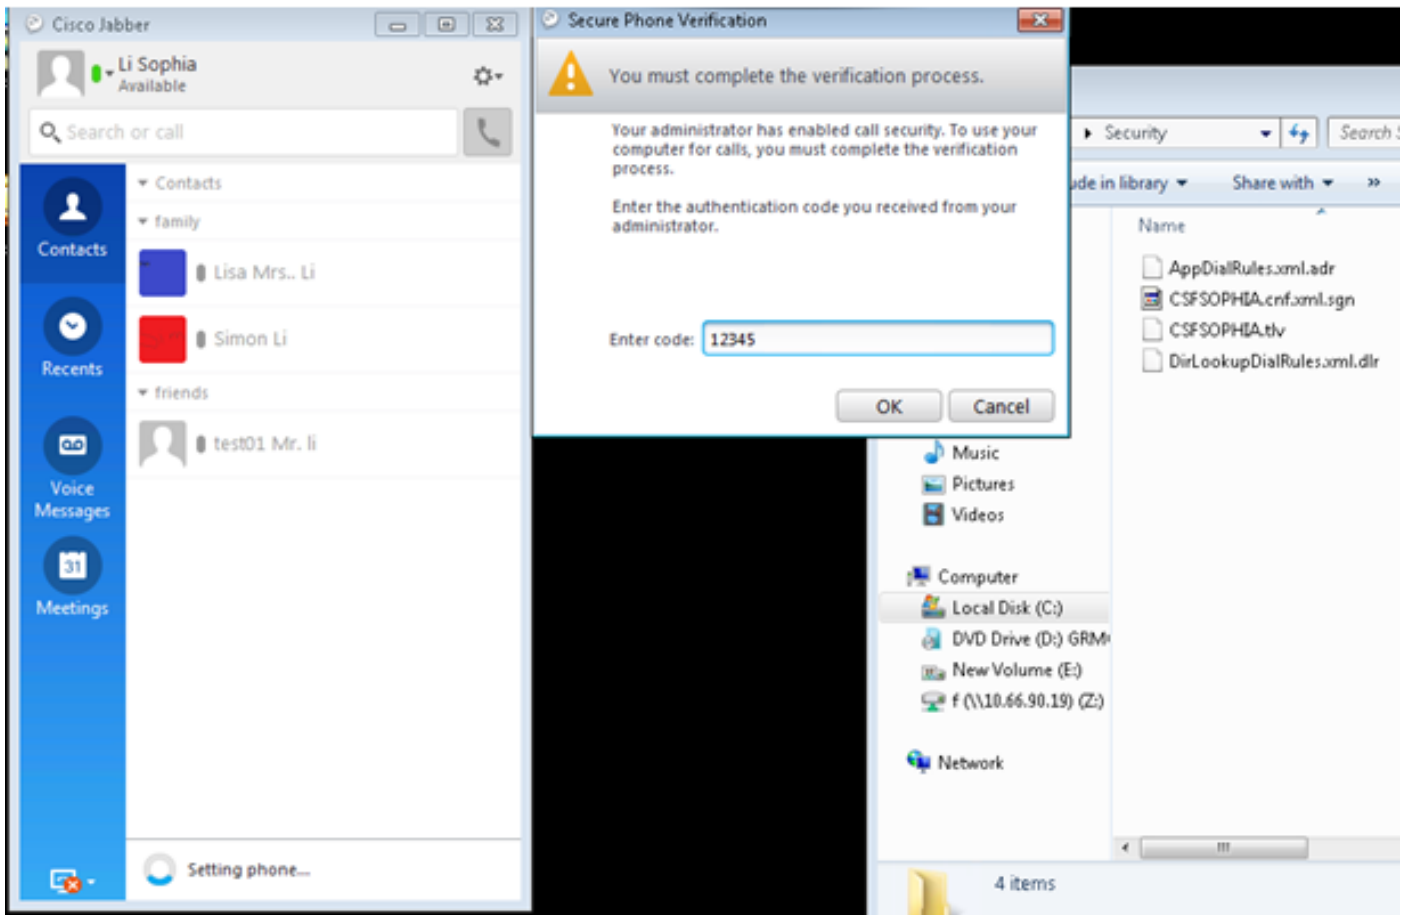 Cisco Jabber
Li Sophia
Available
Search or call
Contacts
Recents
Voice
Messages
31
Meetings
Contacts
family
Lisa Mrs.. Li
Simon Li
friends
test01 Mr. li
Setting phone...
Secure Phone Verification
You must complete the verification process.
Your administrator has enabled call security. To use your
computer for calls, you must complete the verification
process.
Enter the authentication code you received from your
administrator.
Enter code: 12345
OK Cancel
Security
Search S
ude in library Share with »
Name
AppDialRules.xml.adr
CSFSOPHIA.cnf.xml.sgn
CSFSOPHIA.tlv
DirLookupDialRules.xml.dlr
Music
Pictures
Videos
Computer
Local Disk (C:)
DVD Drive (D:) GRM
New Volume (E:)
f (\\10.66.90.19) (Z:)
Network
4 items